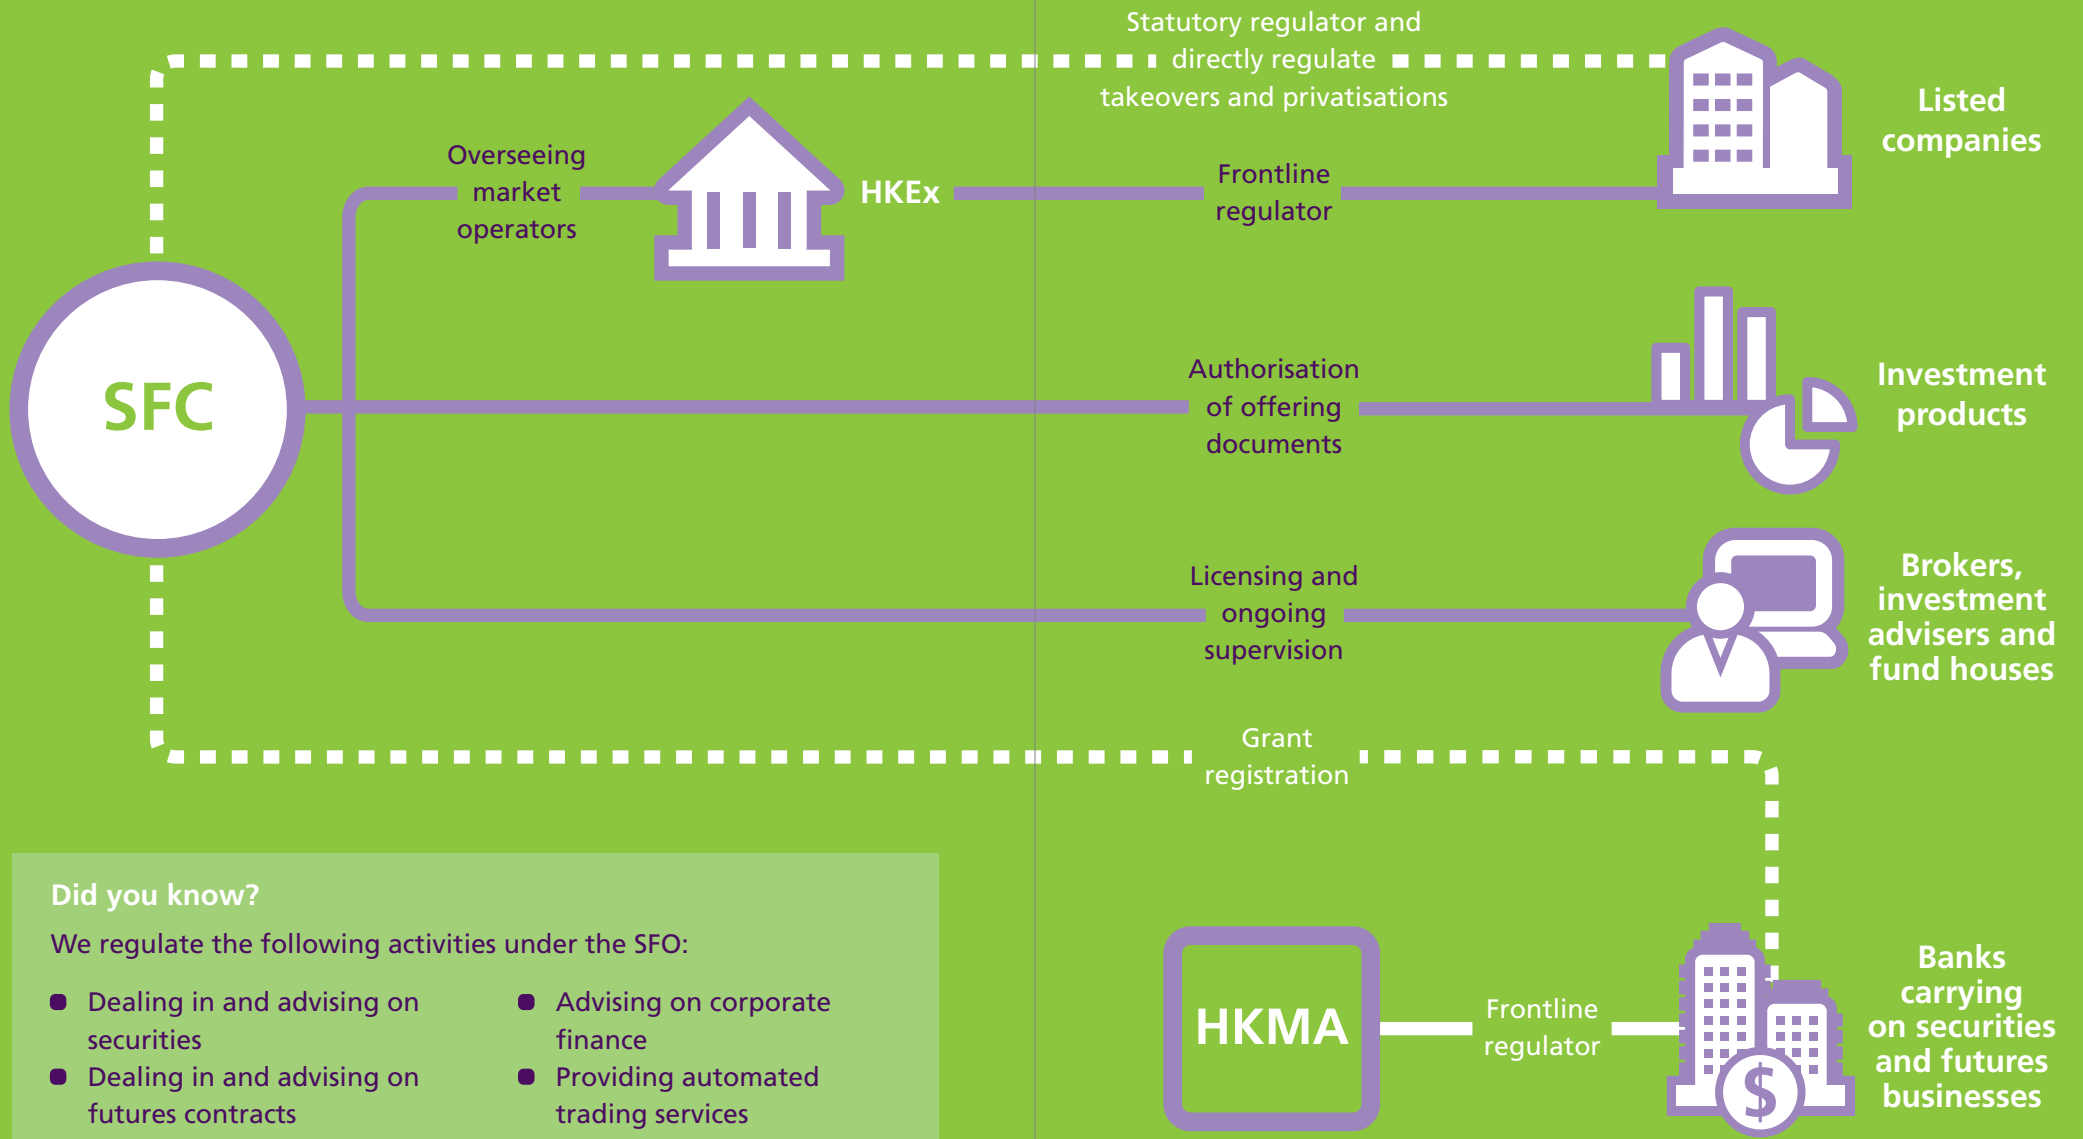 Statutory regulator and
directly regulate
takeovers and privatisations
Listed
companies
Overseeing
market
operators
HKEx
Frontline
regulator
SFC
Authorisation
of offering
documents
Investment
products
Licensing and
ongoing
supervision
Brokers,
investment
advisers and
fund houses
Grant
registration
Did you know?
We regulate the following activities under the SFO:
Dealing in and advising on
securities
Dealing in and advising on
futures contracts
Advising on corporate
finance
Providing automated
trading services
HKMA
Frontline
regulator
$
Banks
carrying
on securities
and futures
businesses